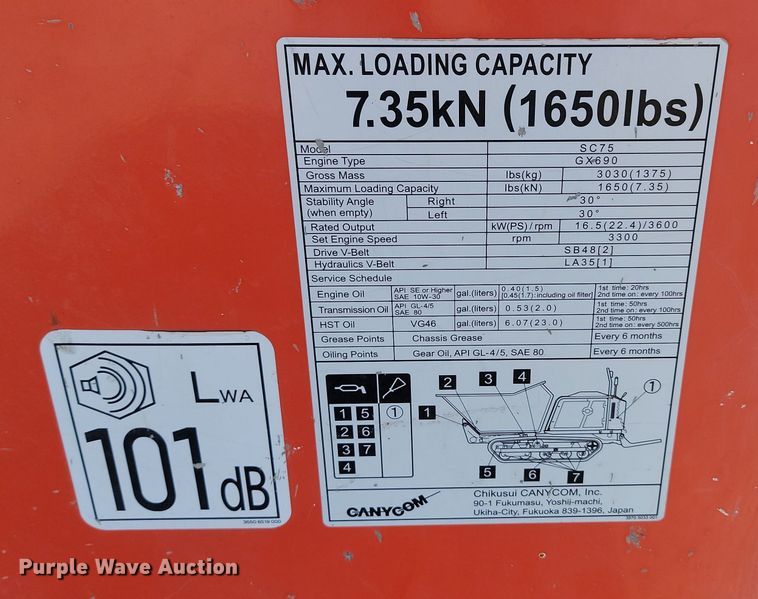 MAX. LOADING CAPACITY
7.35kN (1650lbs)
Model SC75
Engine Type GX690
Gross Mass lbs(kg) 3030(1375)
Maximum Loading Capacity lbs(kN) 1650(7.35)
Stability Angle Right 30°
(when empty) Left 30°
Rated Output kW(PS)/rpm 16.5(22.4)/3600
Set Engine Speed rpm 3300
Drive V-Belt SB48[2]
Hydraulics V-Belt LA35[1]
Service Schedule
Engine Oil API SE or Higher SAE 10W-30 gal.(liters) 0.40(1.5) [0.45(1.7):including oil filter] 1st time: 20hrs 2nd time on: every 100hrs
Transmission Oil API GL-4/5 SAE 80 gal.(liters) 0.53(2.0) 1st time: 50hrs 2nd time on: every 100hrs
HST Oil VG46 gal.(liters) 6.07(23.0) 1st time: 50hrs 2nd time on: every 500hrs
Grease Points Chassis Grease Every 6 months
Oiling Points Gear Oil, API GL-4/5, SAE 80 Every 6 months
1 5 ①
2 6
3 7
4
1 2 3 4 ①
5 6 7
CANYCOM
Chikusui CANYCOM, Inc.
90-1 Fukumasu, Yoshii-machi,
Ukiha-City, Fukuoka 839-1396, Japan
LWA
101dB
3650 6519 000
Purple Wave Auction